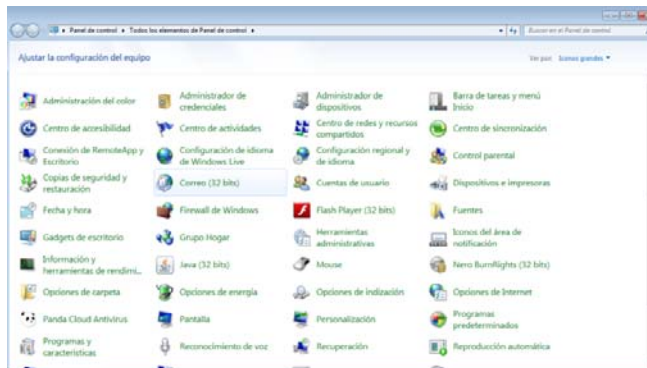 Panel de control ▸ Todos los elementos de Panel de control ▸
Buscar en el Panel de control
Ajustar la configuración del equipo
Ver por: Iconos grandes
Administración del color
Administrador de
credenciales
Administrador de
dispositivos
Barra de tareas y menú
Inicio
Centro de accesibilidad
Centro de actividades
Centro de redes y recursos
compartidos
Centro de sincronización
Conexión de RemoteApp y
Escritorio
Configuración de idioma
de Windows Live
Configuración regional y
de idioma
Control parental
Copias de seguridad y
restauración
Correo (32 bits)
Cuentas de usuario
Dispositivos e impresoras
Fecha y hora
Firewall de Windows
Flash Player (32 bits)
Fuentes
Gadgets de escritorio
Grupo Hogar
Herramientas
administrativas
Iconos del área de
notificación
Información y
herramientas de rendimi...
Java (32 bits)
Mouse
Nero BurnRights (32 bits)
Opciones de carpeta
Opciones de energía
Opciones de indización
Opciones de Internet
Panda Cloud Antivirus
Pantalla
Personalización
Programas
predeterminados
Programas y
características
Reconocimiento de voz
Recuperación
Reproducción automática